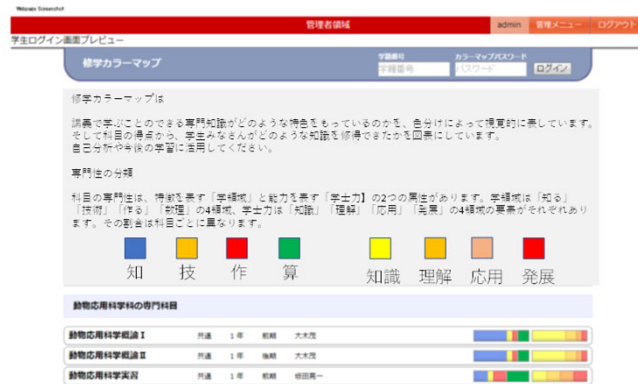 Webpage Screenshot
管理者領域 admin 管理メニュー ログアウト
学生ログイン画面プレビュー
修学カラーマップ
学籍番号 カラーマップパスワード
学籍番号 パスワード ログイン
修学カラーマップは
講義で学ぶことのできる専門知識がどのような特色をもっているのかを、色分けによって視覚的に表しています。
そして科目の得点から、学生みなさんがどのような知識を修得できたかを図表にしています。
自己分析や今後の学習に活用してください。
専門性の分類
科目の専門性は、特徴を表す「学領域」と能力を表す「学士力】の2つの属性があります。学領域は「知る」
「技術」「作る」「数理」の4領域、学士力は「知識」「理解」「応用」「発展」の4領域の要素がそれぞれあり
ます。その割合は科目ごとに異なります。
知 技 作 算 知識 理解 応用 発展
動物応用科学科の専門科目
動物応用科学概論Ⅰ 共通 1年 前期 大木茂
動物応用科学概論Ⅱ 共通 1年 後期 大木茂
動物応用科学実習 共通 1年 前期